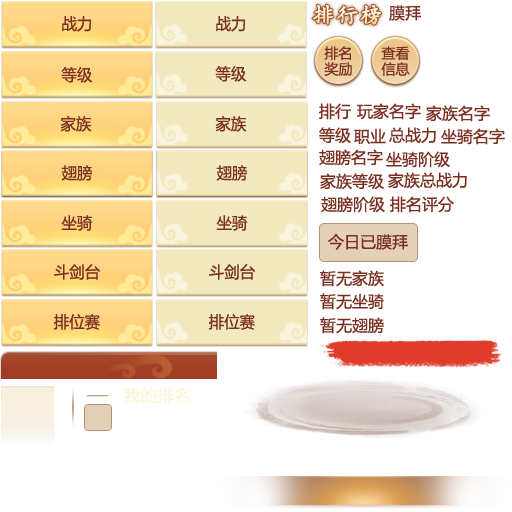 战力 战力
等级 等级
家族 家族
翅膀 翅膀
坐骑 坐骑
斗剑台 斗剑台
排位赛 排位赛
我的排名
排行榜 膜拜
排名奖励 查看信息
排行 玩家名字 家族名字
等级 职业 总战力 坐骑名字
翅膀名字 坐骑阶级
家族等级 家族总战力
翅膀阶级 排名评分
今日已膜拜
暂无家族
暂无坐骑
暂无翅膀